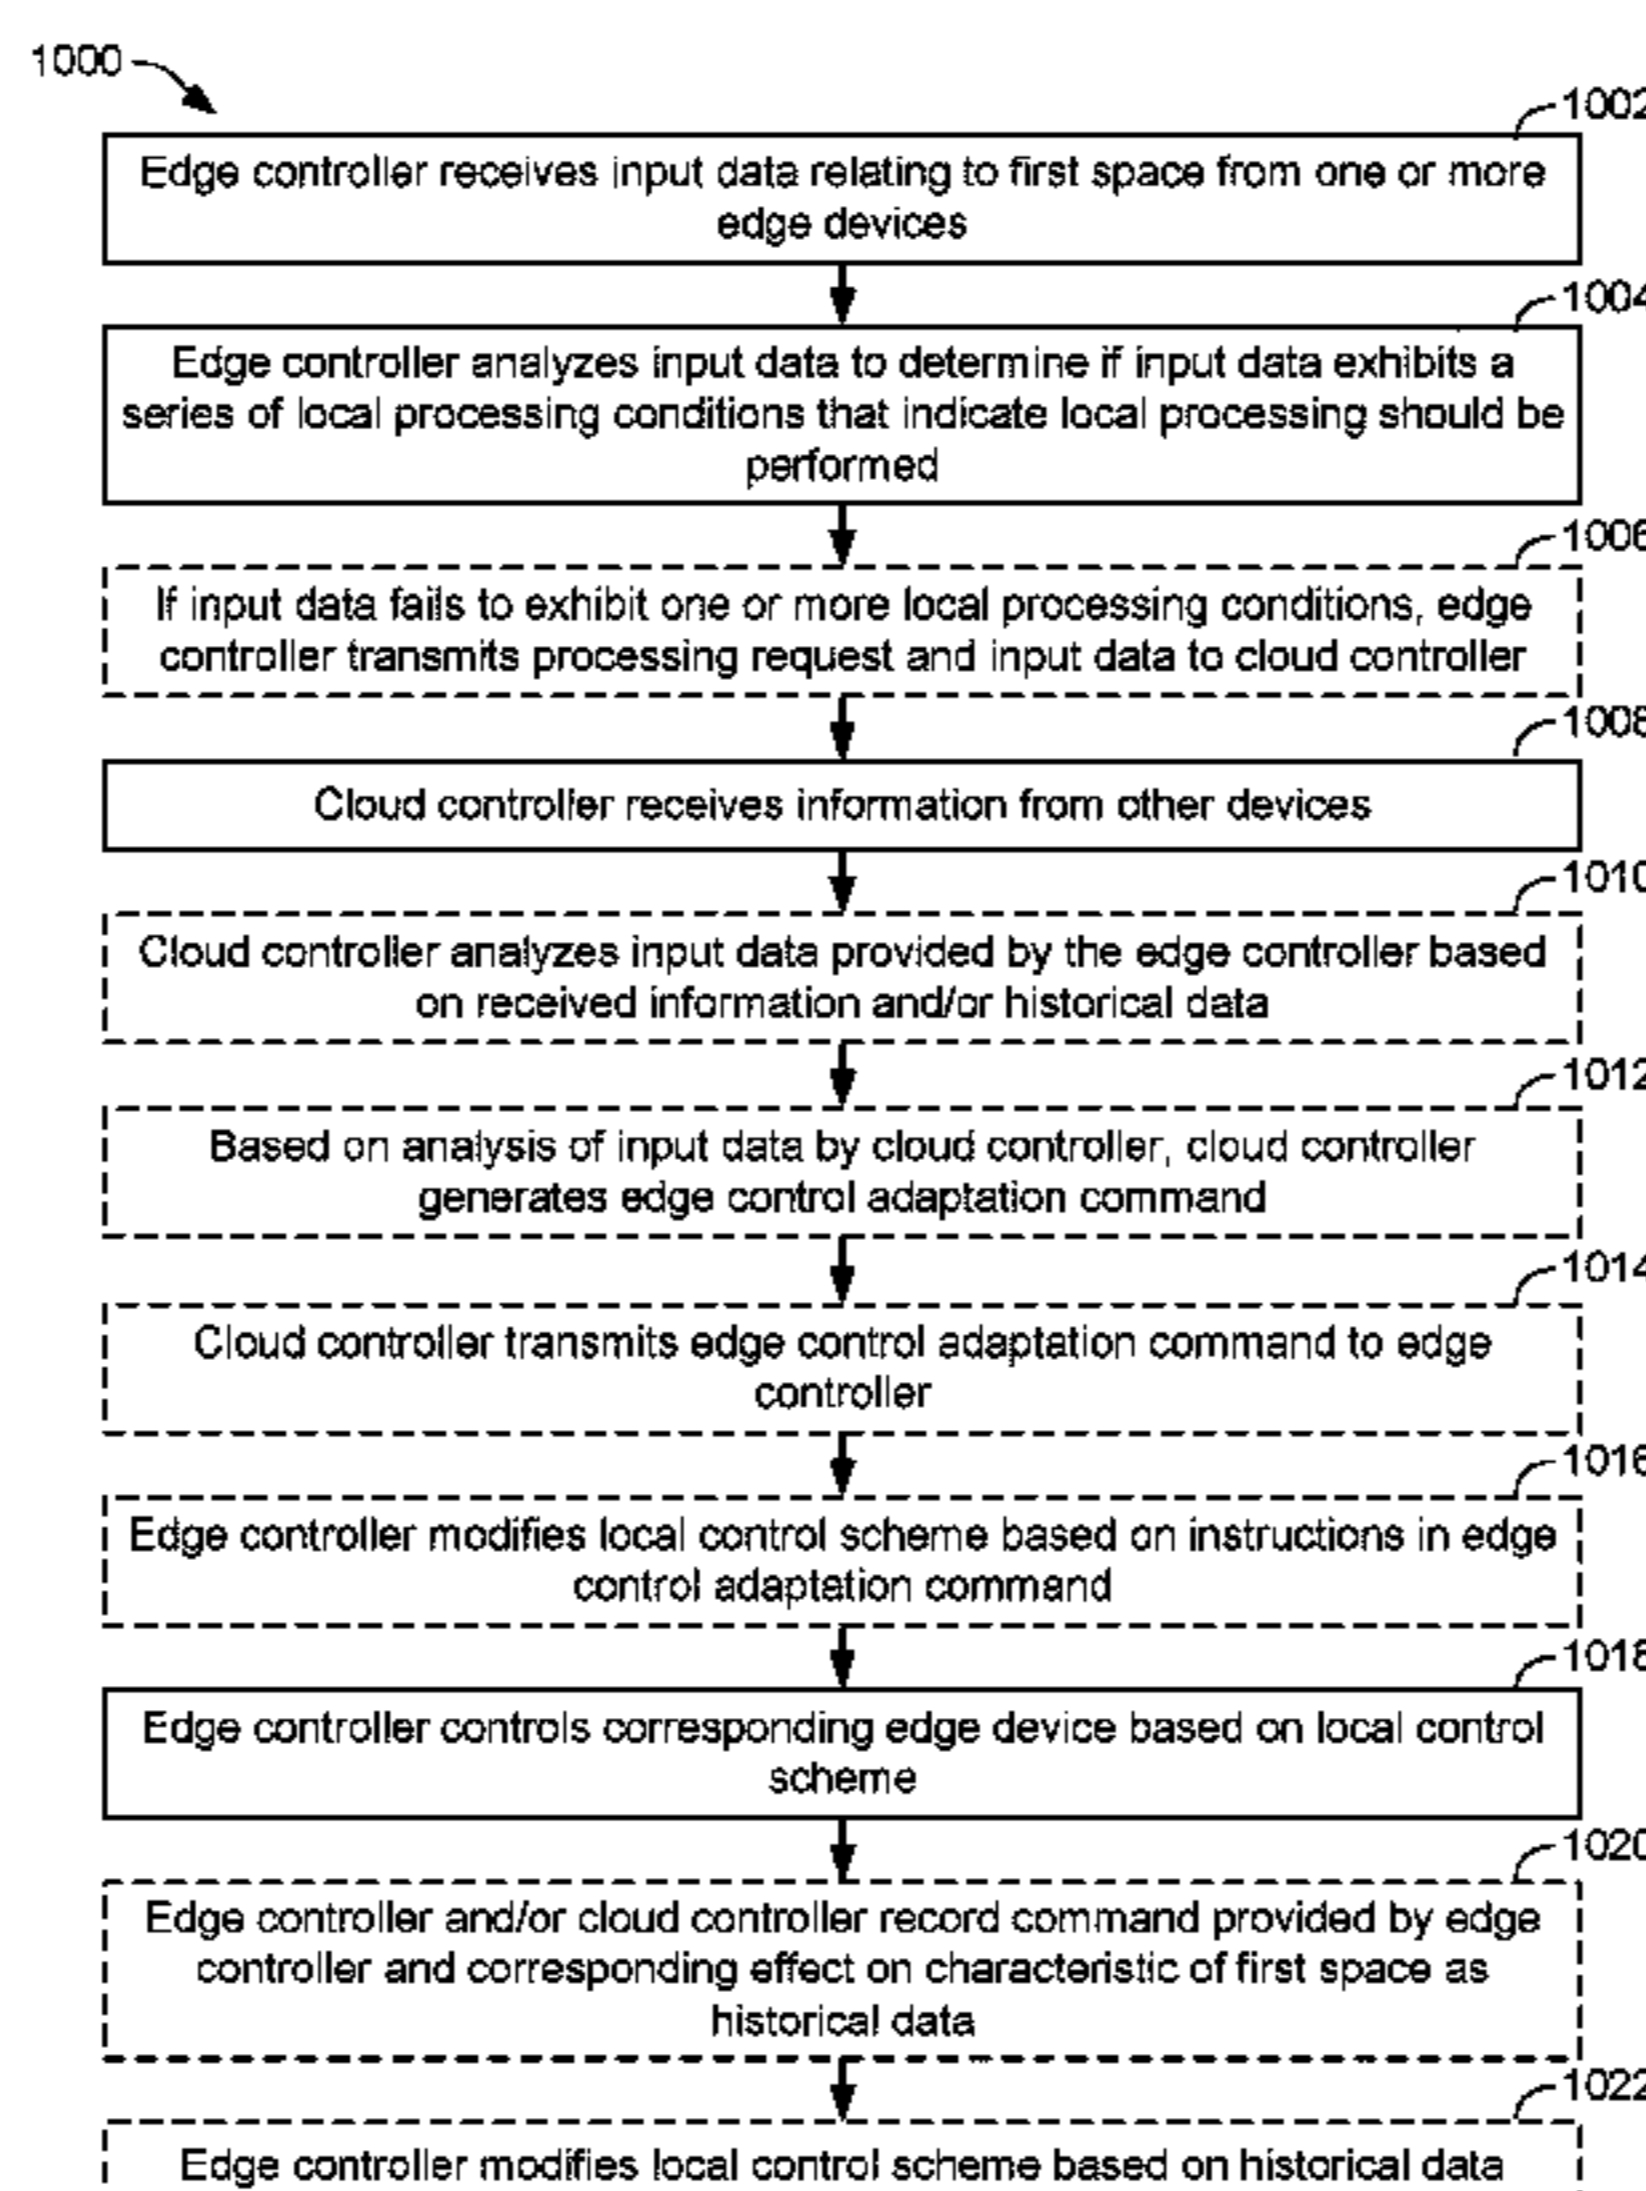 1000
1002
Edge controller receives input data relating to first space from one or more
edge devices
1004
Edge controller analyzes input data to determine if input data exhibits a
series of local processing conditions that indicate local processing should be
performed
1006
If input data fails to exhibit one or more local processing conditions, edge
controller transmits processing request and input data to cloud controller
1008
Cloud controller receives information from other devices
1010
Cloud controller analyzes input data provided by the edge controller based
on received information and/or historical data
1012
Based on analysis of input data by cloud controller, cloud controller
generates edge control adaptation command
1014
Cloud controller transmits edge control adaptation command to edge
controller
1016
Edge controller modifies local control scheme based on instructions in edge
control adaptation command
1018
Edge controller controls corresponding edge device based on local control
scheme
1020
Edge controller and/or cloud controller record command provided by edge
controller and corresponding effect on characteristic of first space as
historical data
1022
Edge controller modifies local control scheme based on historical data